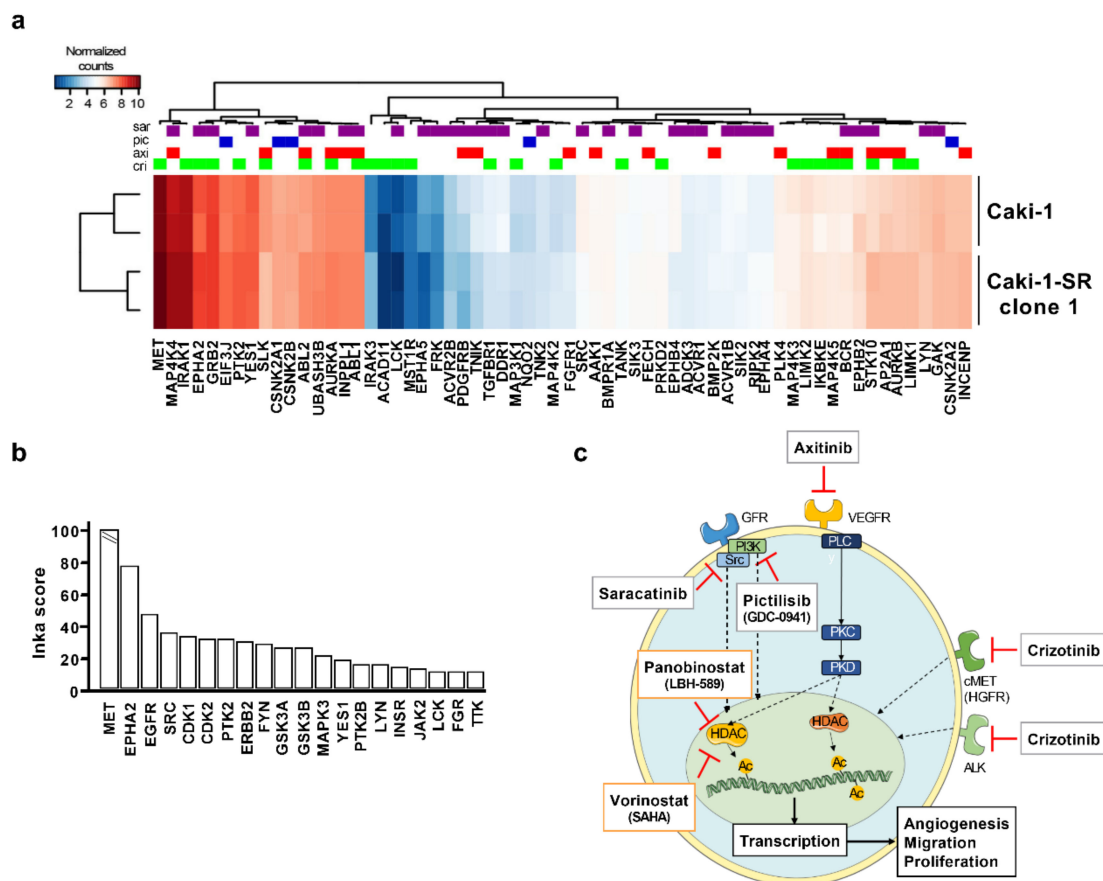 a
Normalized
counts
2 4 6 8 10
sar
pic
axi
cri
Caki-1
Caki-1-SR
clone 1
MET
MAP4K4
IRAK1
EPHA2
GRB2
EIF3J
PTK2
YES1
SLK
CSNK2A1
CSNK2B
ABL2
UBASH3B
AURKA
INPPL1
ABL1
IRAK3
ACAD11
LCK
MST1R
EPHA5
FRK
ACVR2B
PDGFRB
TNIK
TGFBR1
DDR1
MAP3K1
NQO2
TNK2
MAP4K2
FGFR1
SRC
AAK1
BMPR1A
TANK
SIK3
FECH
PRKD2
EPHB4
ADCK3
ACVR1
BMP2K
ACVR1B
SIK2
RIPK2
EPHA4
PLK4
MAP4K3
LIMK2
IKBKE
MAP4K5
BCR
EPHB2
STK10
AP2A1
AURKB
LIMK1
LYN
GAK
CSNK2A2
INCENP
b
Inka score
100
80
60
40
20
0
MET
EPHA2
EGFR
SRC
CDK1
CDK2
PTK2
ERBB2
FYN
GSK3A
GSK3B
MAPK3
YES1
PTK2B
LYN
INSR
JAK2
LCK
FGR
TTK
c
Axitinib
GFR
VEGFR
PI3K
Src
PLC
γ
Saracatinib
Pictilisib
(GDC-0941)
PKC
PKD
Panobinostat
(LBH-589)
Crizotinib
cMET
(HGFR)
HDAC
HDAC
Crizotinib
ALK
Ac
Ac
Ac
Vorinostat
(SAHA)
Transcription
Angiogenesis
Migration
Proliferation